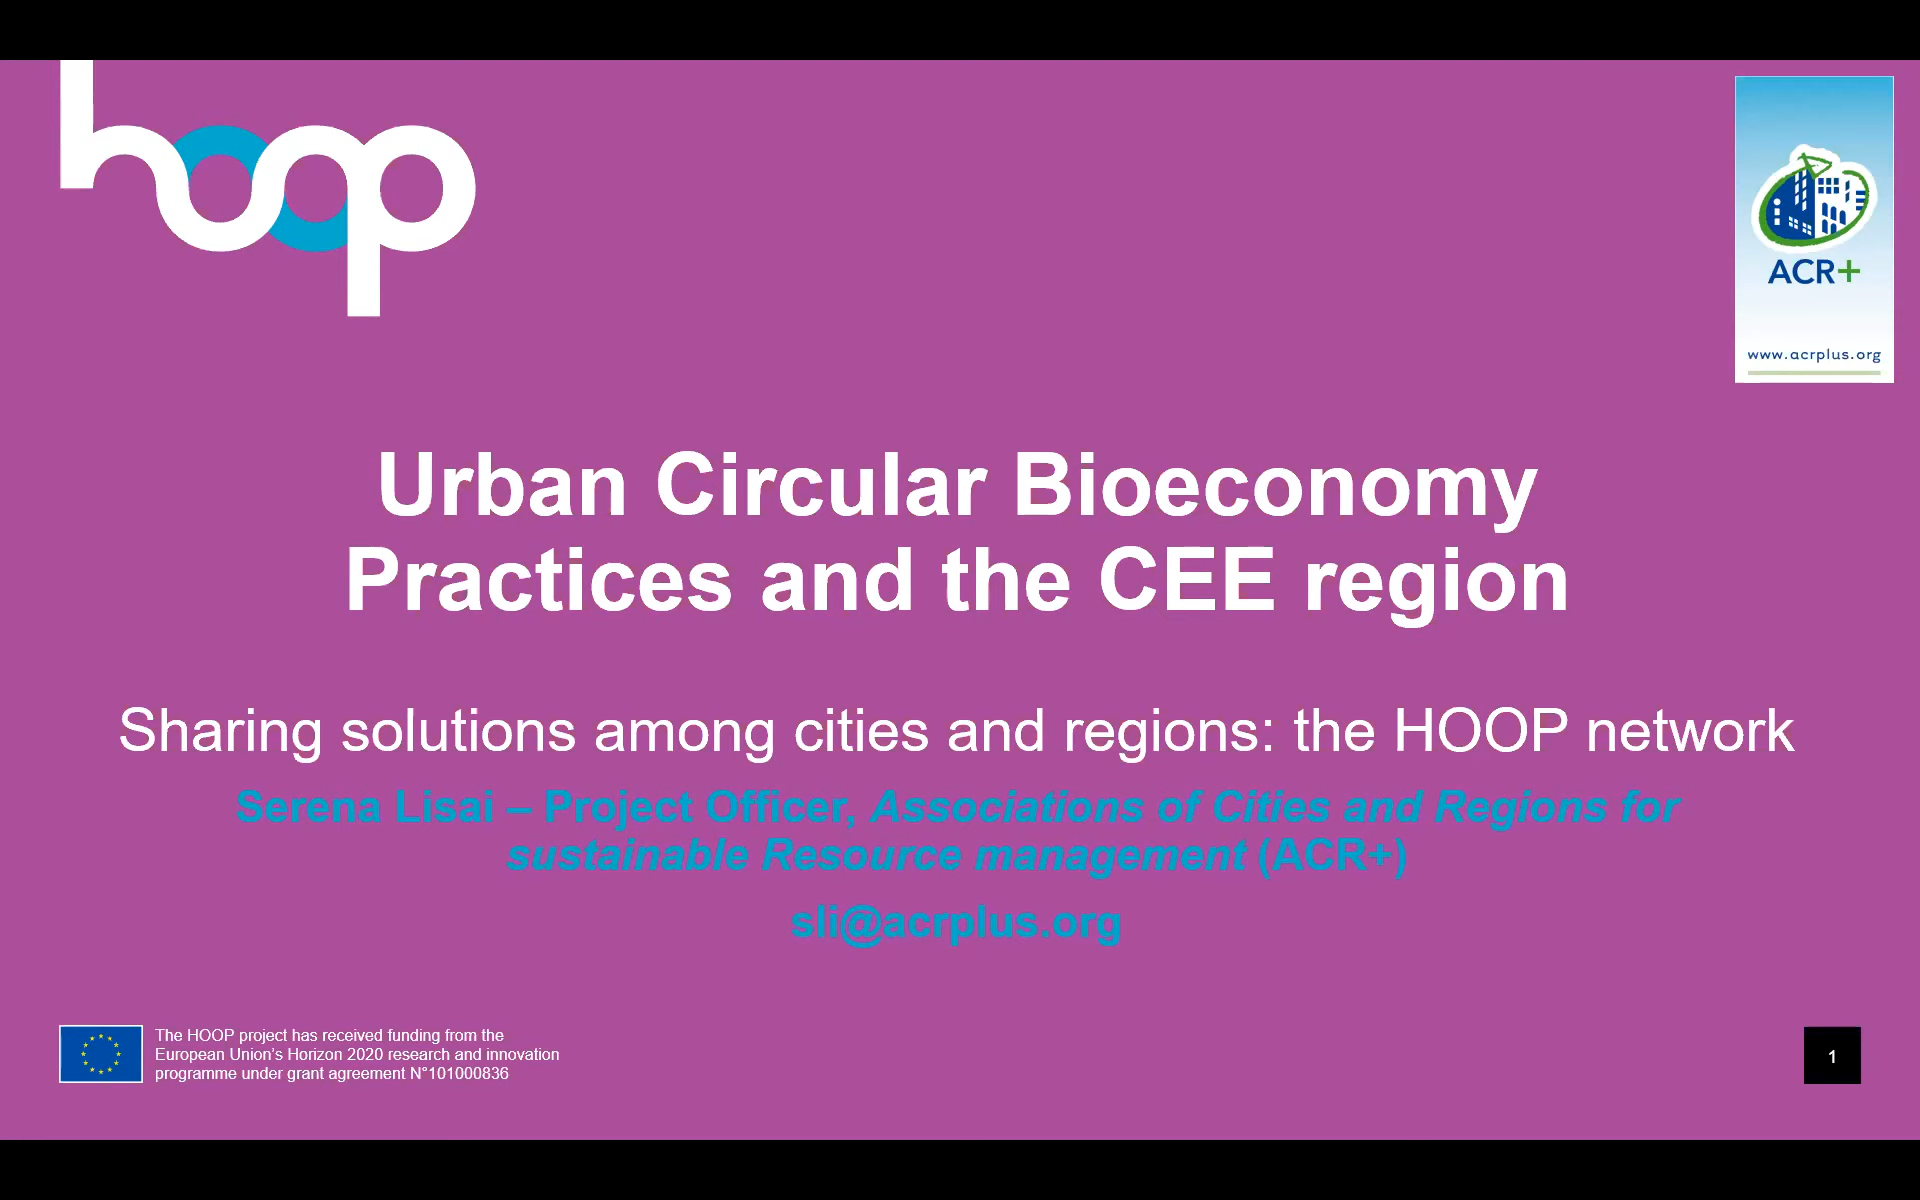 hoop
ACR+
www.acrplus.org
Urban Circular Bioeconomy
Practices and the CEE region
Sharing solutions among cities and regions: the HOOP network
Serena Lisai – Project Officer, Associations of Cities and Regions for
sustainable Resource management (ACR+)
sli@acrplus.org
The HOOP project has received funding from the
European Union's Horizon 2020 research and innovation
programme under grant agreement N°101000836
1